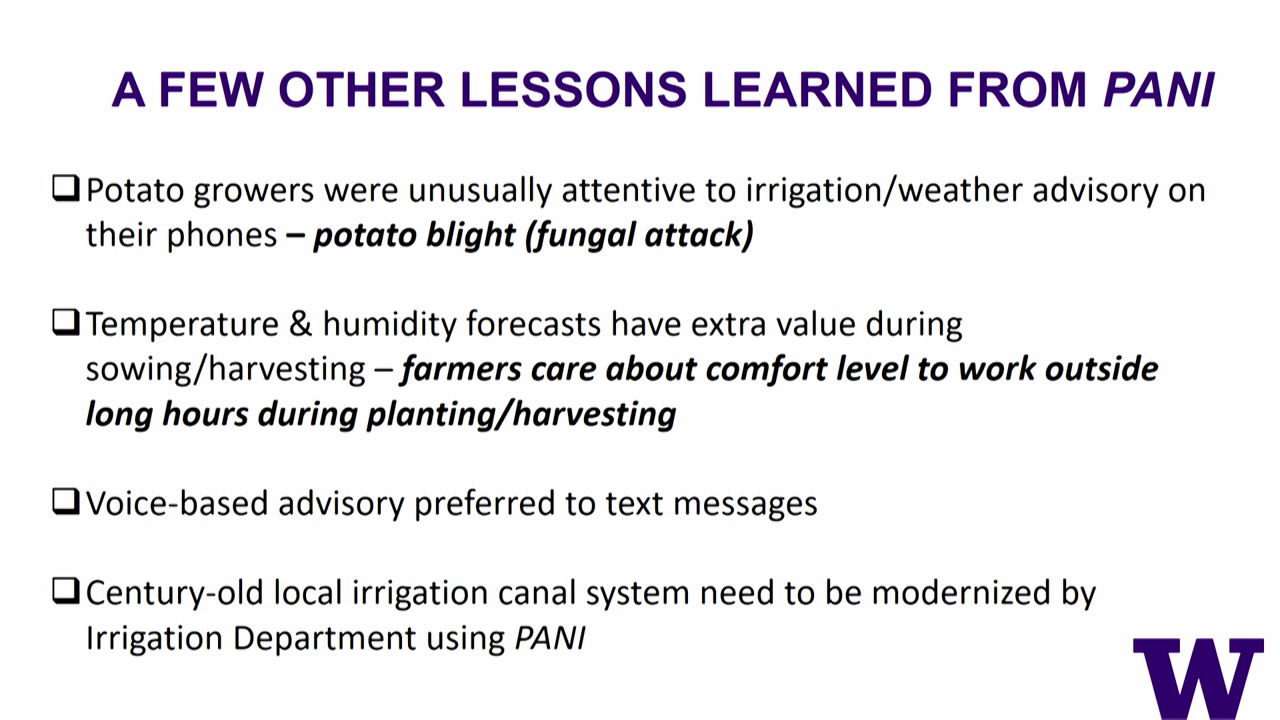 A FEW OTHER LESSONS LEARNED FROM PANI
Potato growers were unusually attentive to irrigation/weather advisory on
their phones – potato blight (fungal attack)
Temperature & humidity forecasts have extra value during
sowing/harvesting – farmers care about comfort level to work outside
long hours during planting/harvesting
Voice-based advisory preferred to text messages
Century-old local irrigation canal system need to be modernized by
Irrigation Department using PANI
W